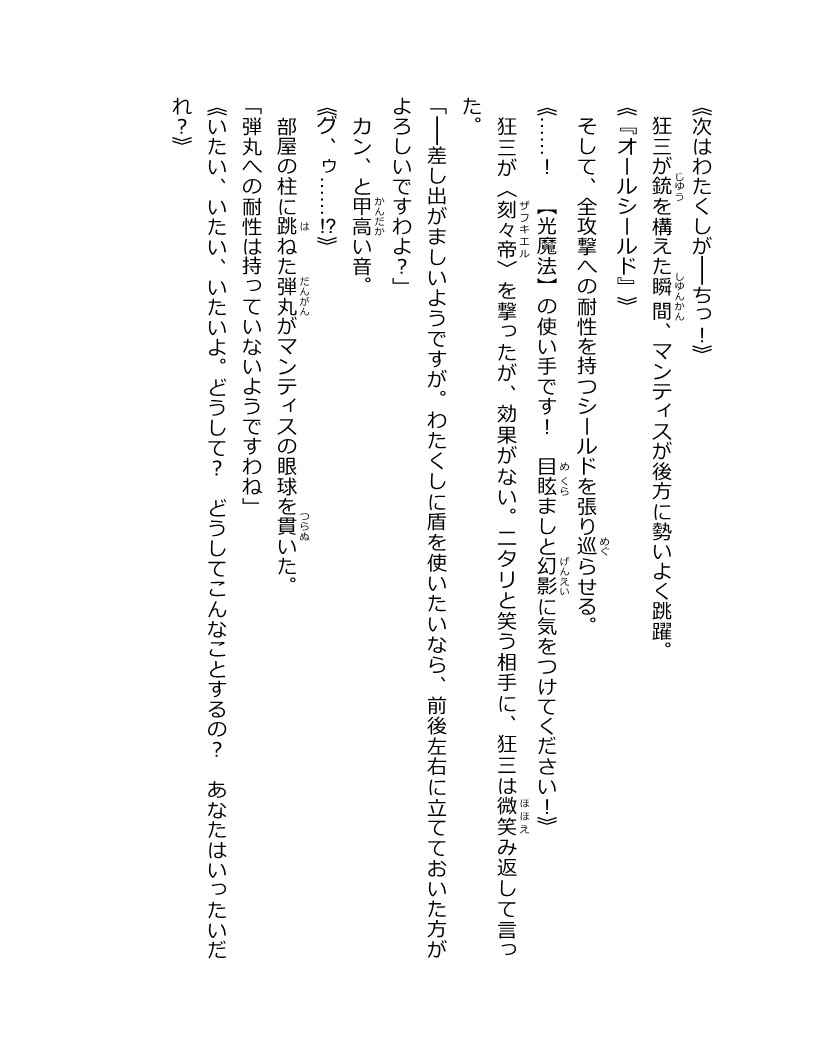 《次はわたくしが――ちっ！》
　狂三が銃を構えた瞬間、マンティスが後方に勢いよく跳躍。
《『オールシールド』》
　そして、全攻撃への耐性を持つシールドを張り巡らせる。
《……！　【光魔法】の使い手です！　目眩ましと幻影に気をつけてください！》
　狂三が〈刻々帝〉を撃ったが、効果がない。ニタリと笑う相手に、狂三は微笑み返して言っ
た。
「――差し出がましいようですが。わたくしに盾を使いたいなら、前後左右に立てておいた方が
よろしいですわよ？」
　カン、と甲高い音。
《グ、ゥ……!?》
　部屋の柱に跳ねた弾丸がマンティスの眼球を貫いた。
「弾丸への耐性は持っていないようですわね」
《いたい、いたい、いたいよ。どうして？　どうしてこんなことするの？　あなたはいったいだ
れ？》